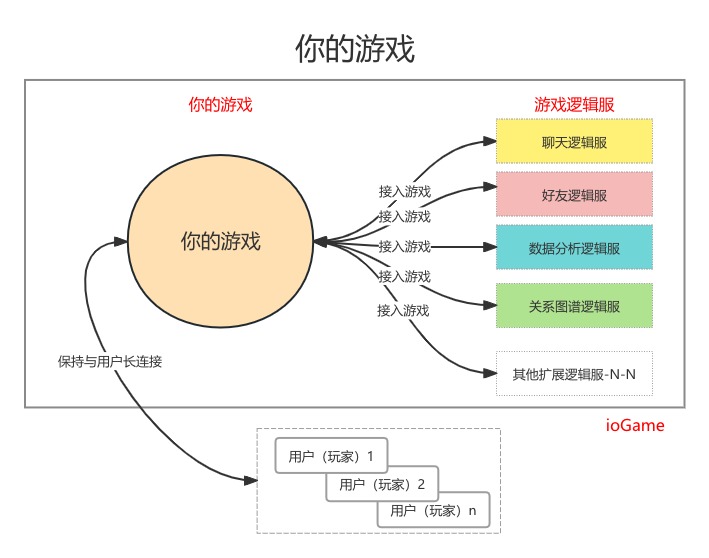 你的游戏
你的游戏
游戏逻辑服
聊天逻辑服
接入游戏
好友逻辑服
接入游戏
你的游戏
接入游戏
数据分析逻辑服
接入游戏
关系图谱逻辑服
接入游戏
保持与用户长连接
其他扩展逻辑服-N-N
ioGame
用户（玩家）1
用户（玩家）2
用户（玩家）n